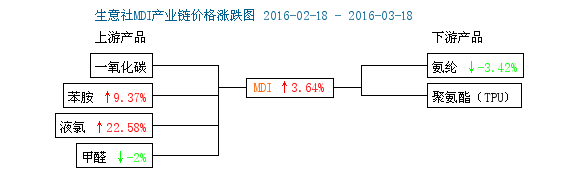 生意社MDI产业链价格涨跌图 2016-02-18 - 2016-03-18
上游产品 下游产品
一氧化碳 氨纶 ↓-3.42%
MDI ↑3.64%
苯胺 ↑9.37% 聚氨酯（TPU）
液氯 ↑22.58%
甲醛 ↓-2%